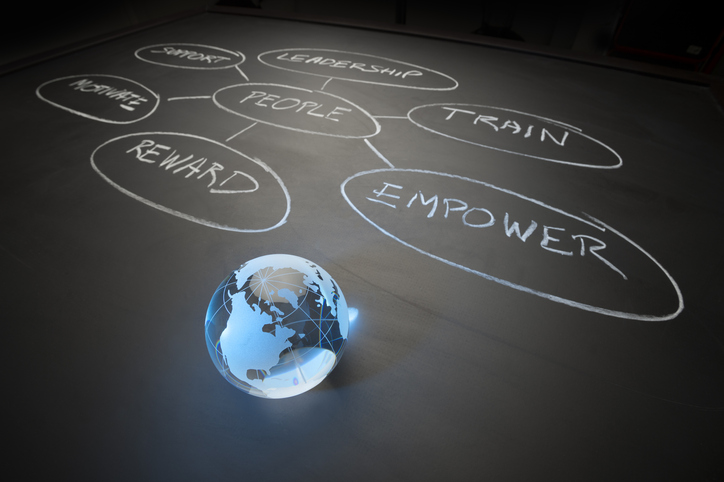 SUPPORT
LEADERSHIP
MOTIVATE
PEOPLE
TRAIN
REWARD
EMPOWER